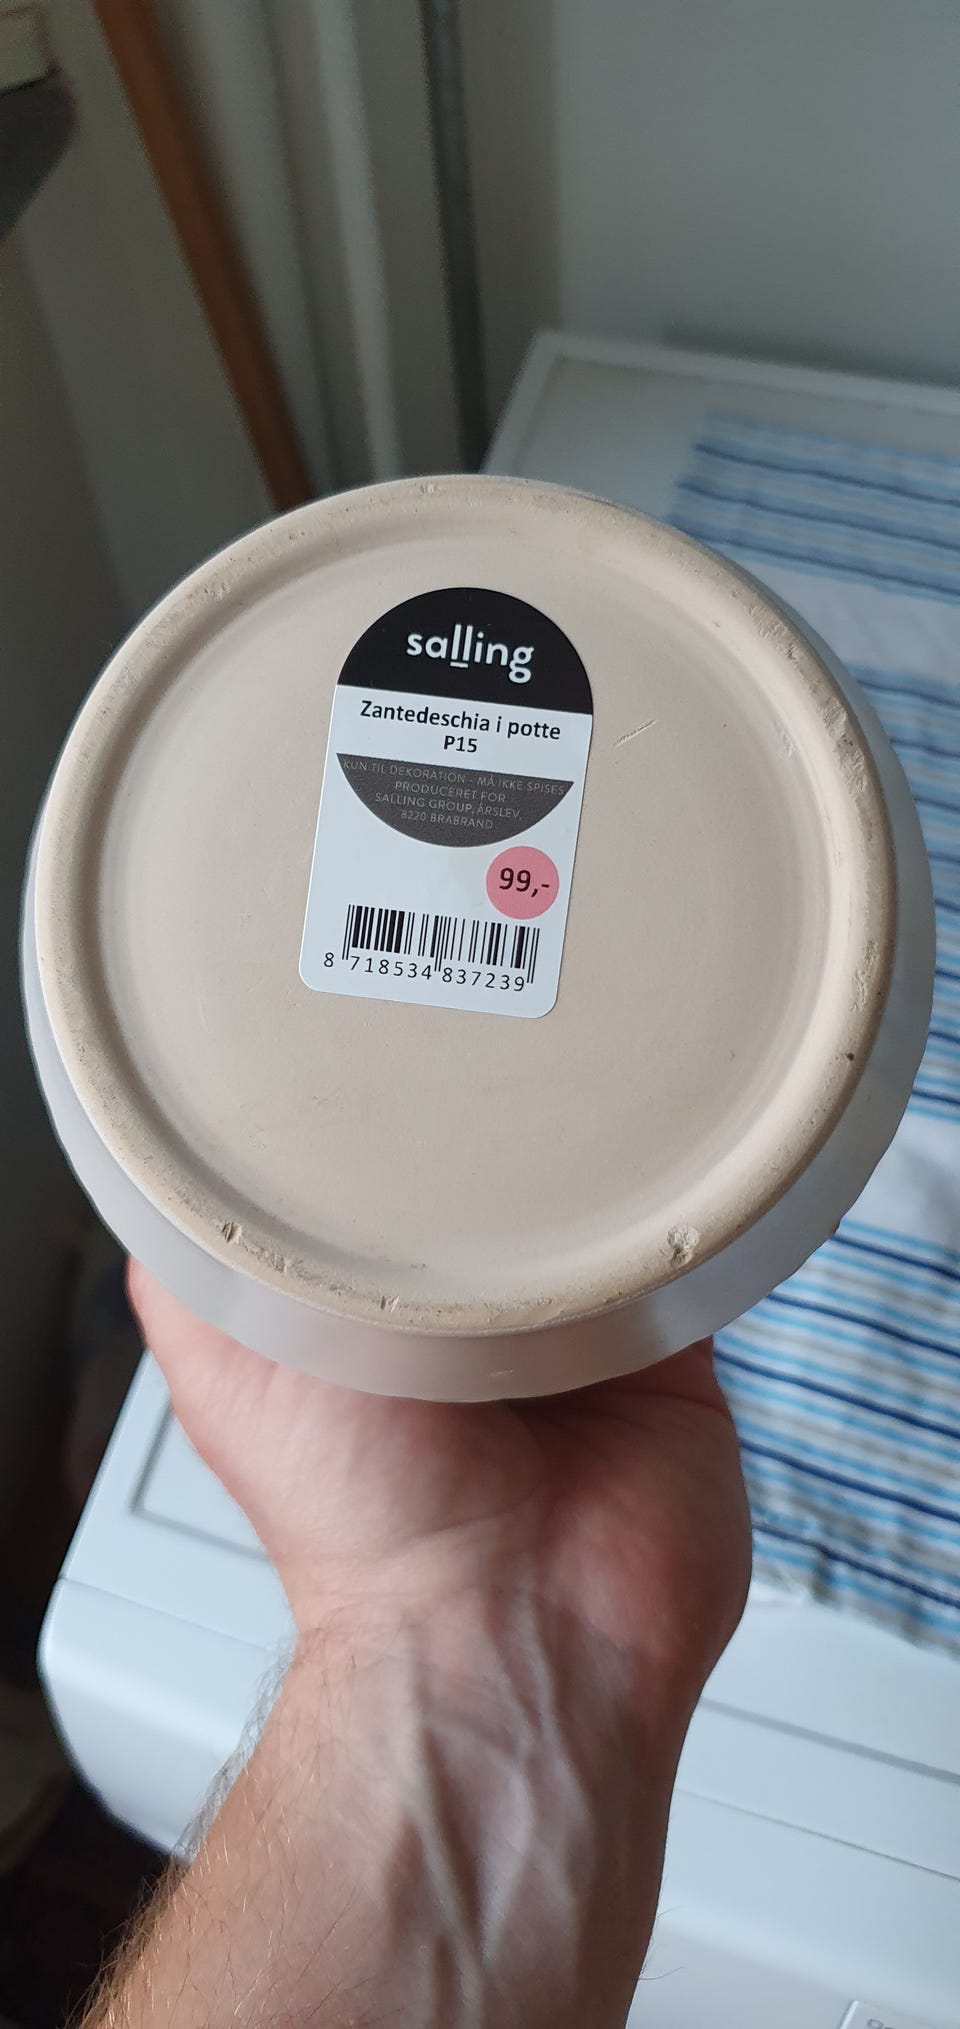 salling
Zantedeschia i potte
P15
KUN TIL DEKORATION - MÅ IKKE SPISES
PRODUCERET FOR
SALLING GROUP, ÅRSLEV,
8220 BRABRAND
99,-
8 718534 837239